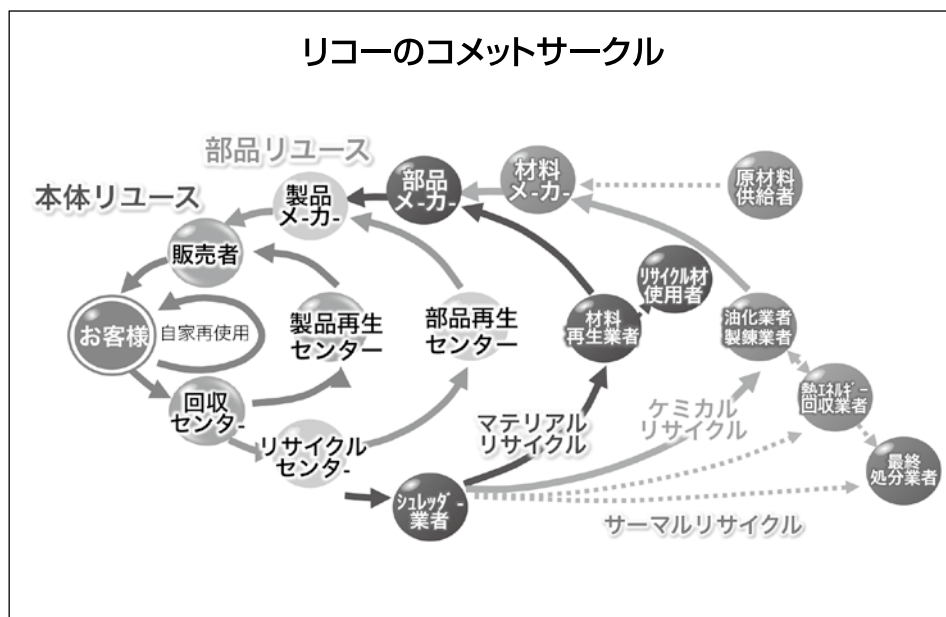 リコーのコメットサークル
部品リユース
本体リユース
製品
メーカー
部品
メーカー
材料
メーカー
原材料
供給者
販売者
お客様
自家再使用
製品再生
センター
部品再生
センター
材料
再生業者
リサイクル材
使用者
油化業者
製錬業者
回収
センター
リサイクル
センター
マテリアル
リサイクル
ケミカル
リサイクル
熱エネルギー
回収業者
シュレッダー
業者
最終
処分業者
サーマルリサイクル